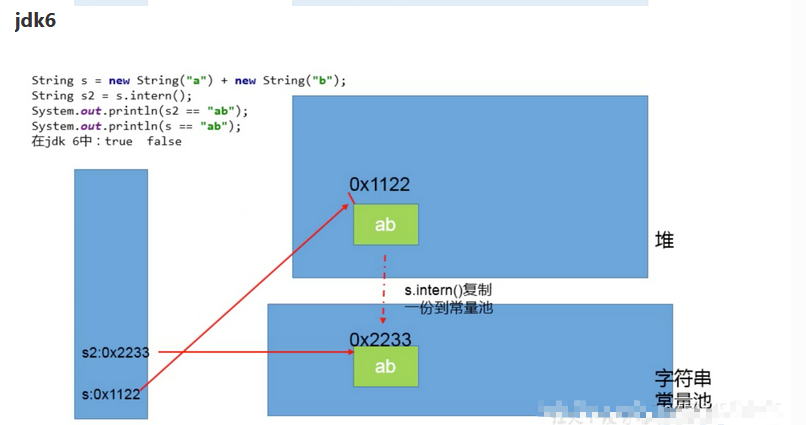 jdk6
String s = new String("a") + new String("b");
String s2 = s.intern();
System.out.println(s2 == "ab");
System.out.println(s == "ab");
在jdk 6中：true false
0x1122
ab
堆
s.intern()复制
一份到常量池
0x2233
ab
s2:0x2233
s:0x1122
字符串
常量池